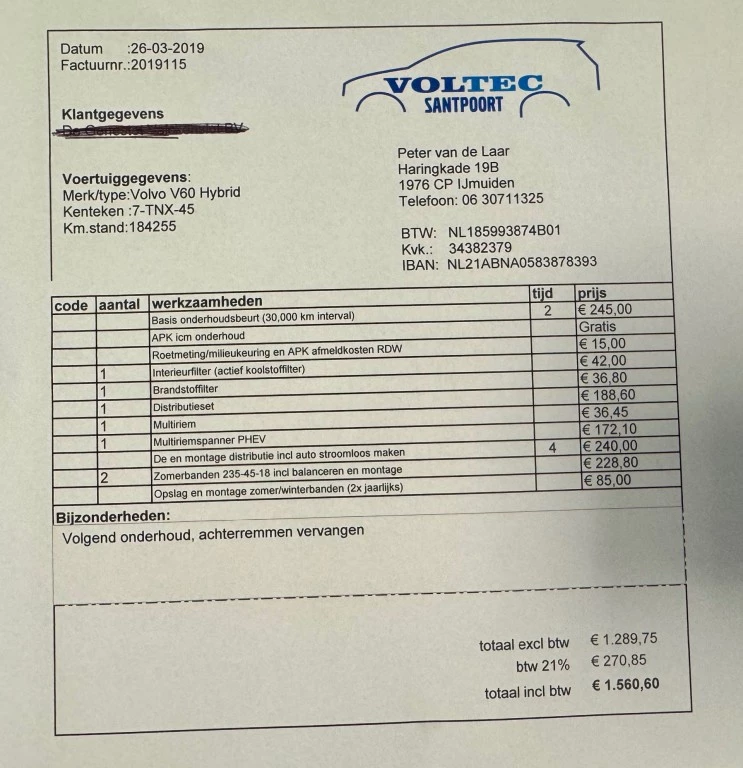 Datum :26-03-2019
Factuurnr.:2019115
VOLTEC
SANTPOORT
Klantgegevens
Voertuiggegevens:
Merk/type:Volvo V60 Hybrid
Kenteken :7-TNX-45
Km.stand:184255
Peter van de Laar
Haringkade 19B
1976 CP IJmuiden
Telefoon: 06 30711325
BTW: NL185993874B01
Kvk.: 34382379
IBAN: NL21ABNA0583878393
code aantal werkzaamheden tijd prijs
Basis onderhoudsbeurt (30,000 km interval) 2 € 245,00
APK icm onderhoud Gratis
Roetmeting/milieukeuring en APK afmeldkosten RDW € 15,00
1 Interieurfilter (actief koolstoffilter) € 42,00
1 Brandstoffilter € 36,80
1 Distributieset € 188,60
1 Multiriem € 36,45
1 Multiriemspanner PHEV € 172,10
De en montage distributie incl auto stroomloos maken 4 € 240,00
2 Zomerbanden 235-45-18 incl balanceren en montage € 228,80
Opslag en montage zomer/winterbanden (2x jaarlijks) € 85,00
Bijzonderheden:
Volgend onderhoud, achterremmen vervangen
totaal excl btw € 1.289,75
btw 21% € 270,85
totaal incl btw € 1.560,60